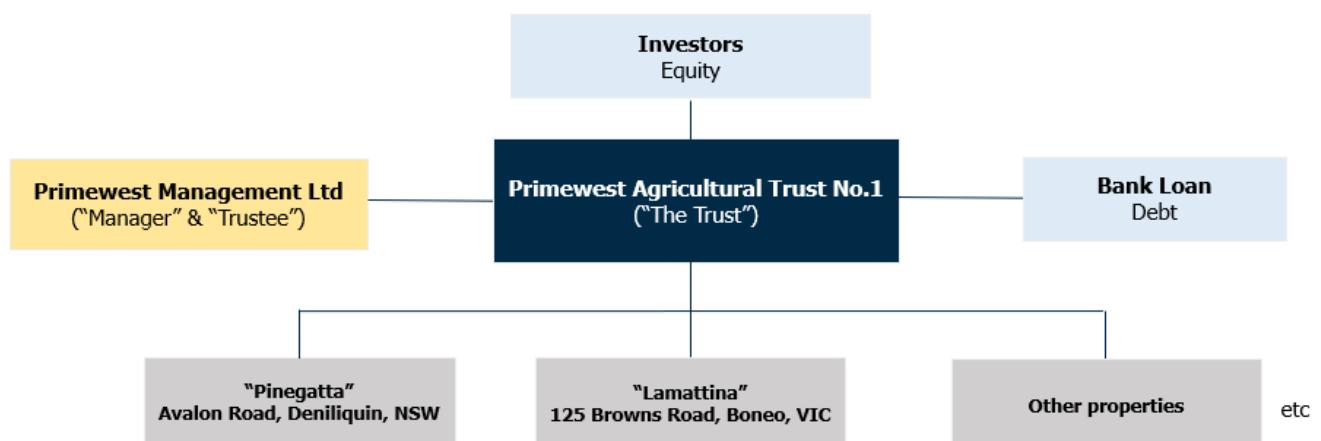 Investors
Equity
Primewest Management Ltd
(“Manager” & “Trustee”)
Primewest Agricultural Trust No.1
(“The Trust”)
Bank Loan
Debt
“Pinegatta”
Avalon Road, Deniliquin, NSW
“Lamattina”
125 Browns Road, Boneo, VIC
Other properties
etc